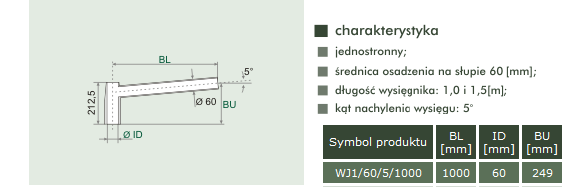 BL
5°
212,5
BU
Ø 60
Ø ID
charakterystyka
jednostronny;
średnica osadzenia na słupie 60 [mm];
długość wysięgnika: 1,0 i 1,5[m];
kąt nachylenic wysięgu: 5°
Symbol produktu BL [mm] ID [mm] BU [mm]
WJ1/60/5/1000 1000 60 249